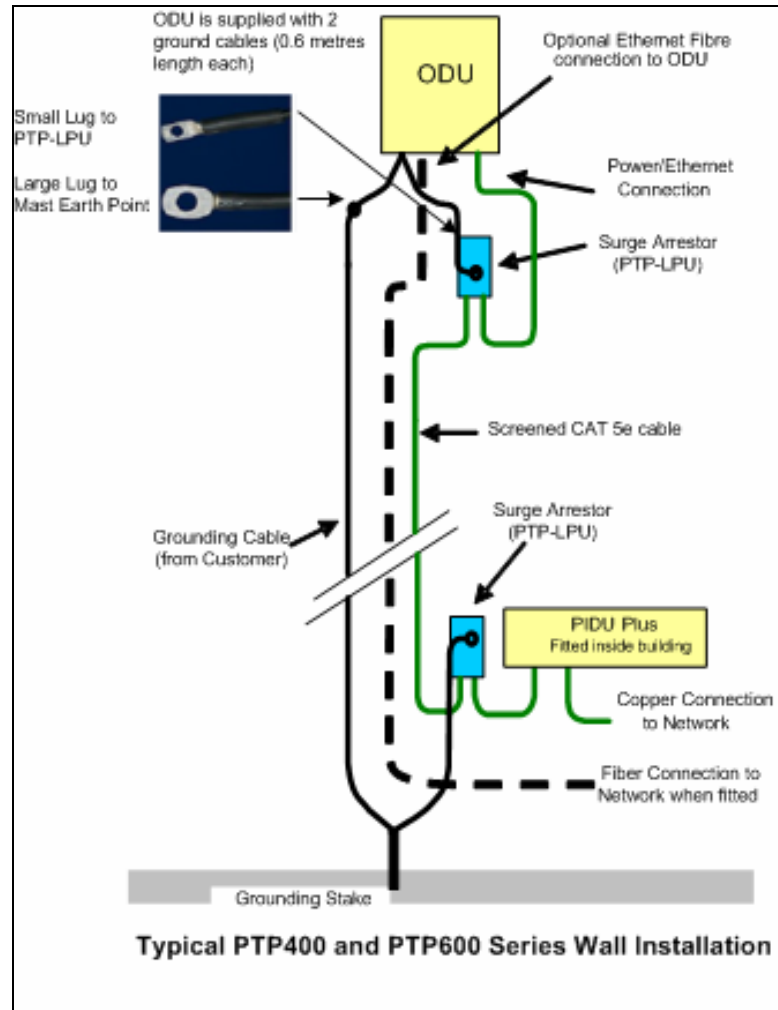 ODU is supplied with 2
ground cables (0.6 metres
length each)
ODU
Optional Ethernet Fibre
connection to ODU
Small Lug to
PTP-LPU
Large Lug to
Mast Earth Point
Power/Ethernet
Connection
Surge Arrestor
(PTP-LPU)
Screened CAT 5e cable
Grounding Cable
(from Customer)
Surge Arrestor
(PTP-LPU)
PIDU Plus
Fitted inside building
Copper Connection
to Network
Fiber Connection to
Network when fitted
Grounding Stake
Typical PTP400 and PTP600 Series Wall Installation